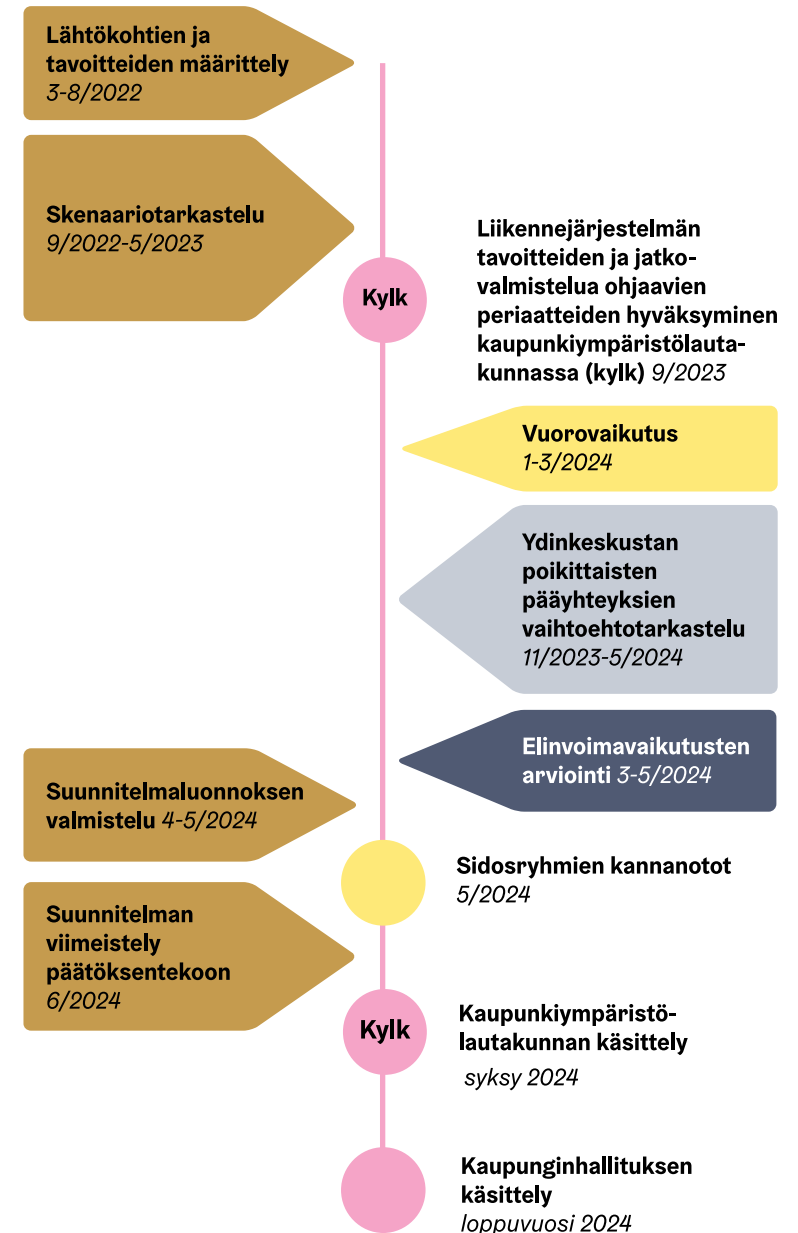 Lähtökohtien ja
tavoitteiden määrittely
3-8/2022
Skenaariotarkastelu
9/2022-5/2023
Kylk
Liikennejärjestelmän
tavoitteiden ja jatko-
valmistelua ohjaavien
periaatteiden hyväksyminen
kaupunkiympäristölauta-
kunnassa (kylk) 9/2023
Vuorovaikutus
1-3/2024
Ydinkeskustan
poikittaisten
pääyhteyksien
vaihtoehtotarkastelu
11/2023-5/2024
Elinvoimavaikutusten
arviointi 3-5/2024
Suunnitelmaluonnoksen
valmistelu 4-5/2024
Sidosryhmien kannanotot
5/2024
Suunnitelman
viimeistely
päätöksentekoon
6/2024
Kylk
Kaupunkiympäristö-
lautakunnan käsittely
syksy 2024
Kaupunginhallituksen
käsittely
loppuvuosi 2024